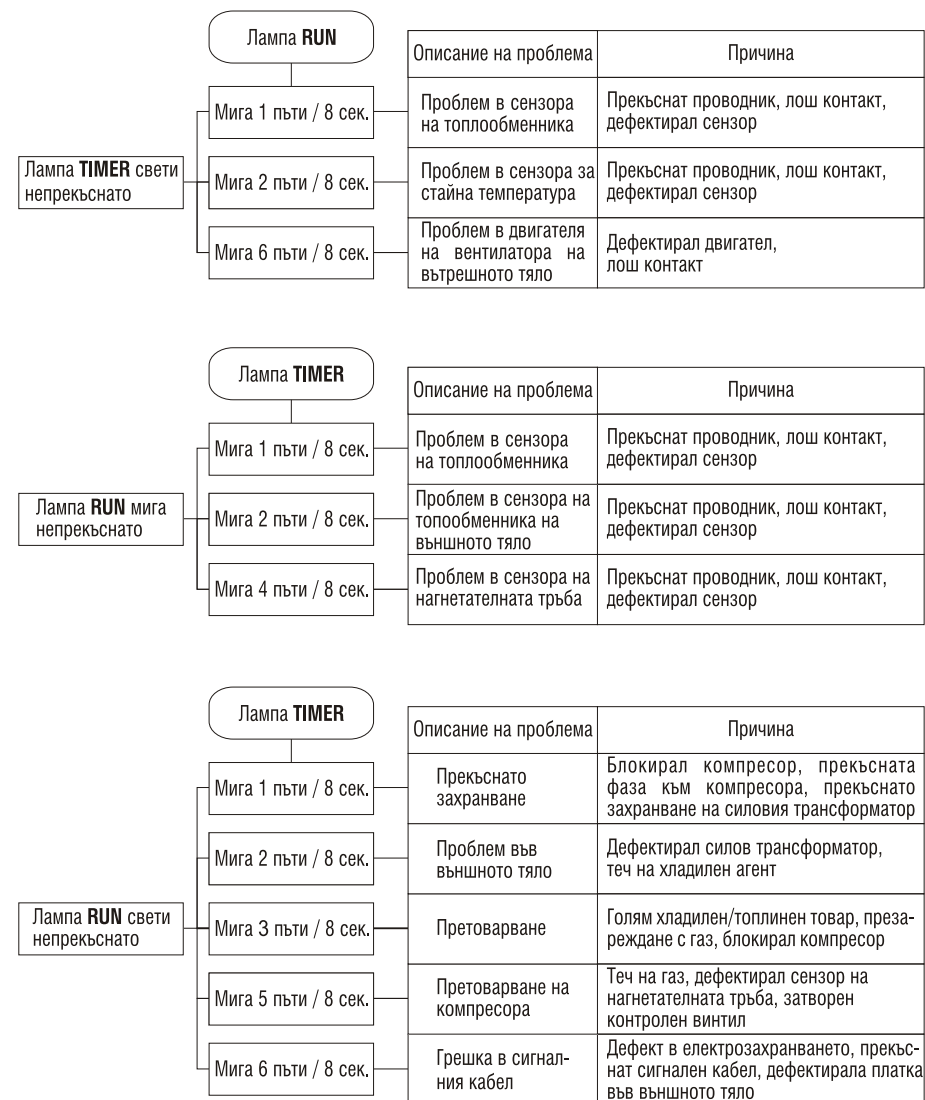 Лампа RUN
Описание на проблема
Причина
Мига 1 пъти / 8 сек.
Проблем в сензора
на топлообменника
Прекъснат проводник, лош контакт,
дефектирал сензор
Лампа TIMER свети
непрекъснато
Мига 2 пъти / 8 сек.
Проблем в сензора за
стайна температура
Прекъснат проводник, лош контакт,
дефектирал сензор
Мига 6 пъти / 8 сек.
Проблем в двигателя
на вентилатора на
вътрешното тяло
Дефектирал двигател,
лош контакт
Лампа TIMER
Описание на проблема
Причина
Мига 1 пъти / 8 сек.
Проблем в сензора
на топлообменника
Прекъснат проводник, лош контакт,
дефектирал сензор
Лампа RUN мига
непрекъснато
Мига 2 пъти / 8 сек.
Проблем в сензора на
топообменника на
външното тяло
Прекъснат проводник, лош контакт,
дефектирал сензор
Мига 4 пъти / 8 сек.
Проблем в сензора на
нагнетателната тръба
Прекъснат проводник, лош контакт,
дефектирал сензор
Лампа TIMER
Описание на проблема
Причина
Мига 1 пъти / 8 сек.
Прекъснато
захранване
Блокирал компресор, прекъсната
фаза към компресора, прекъснато
захранване на силовия трансформатор
Мига 2 пъти / 8 сек.
Проблем във
външното тяло
Дефектирал силов трансформатор,
теч на хладилен агент
Лампа RUN свети
непрекъснато
Мига 3 пъти / 8 сек.
Претоварване
Голям хладилен/топлинен товар, преза-
реждане с газ, блокирал компресор
Мига 5 пъти / 8 сек.
Претоварване на
компресора
Теч на газ, дефектирал сензор на
нагнетателната тръба, затворен
контролен винтил
Мига 6 пъти / 8 сек.
Грешка в сигнал-
ния кабел
Дефект в електрозахранването, прекъс-
нат сигнален кабел, дефектирала платка
във външното тяло